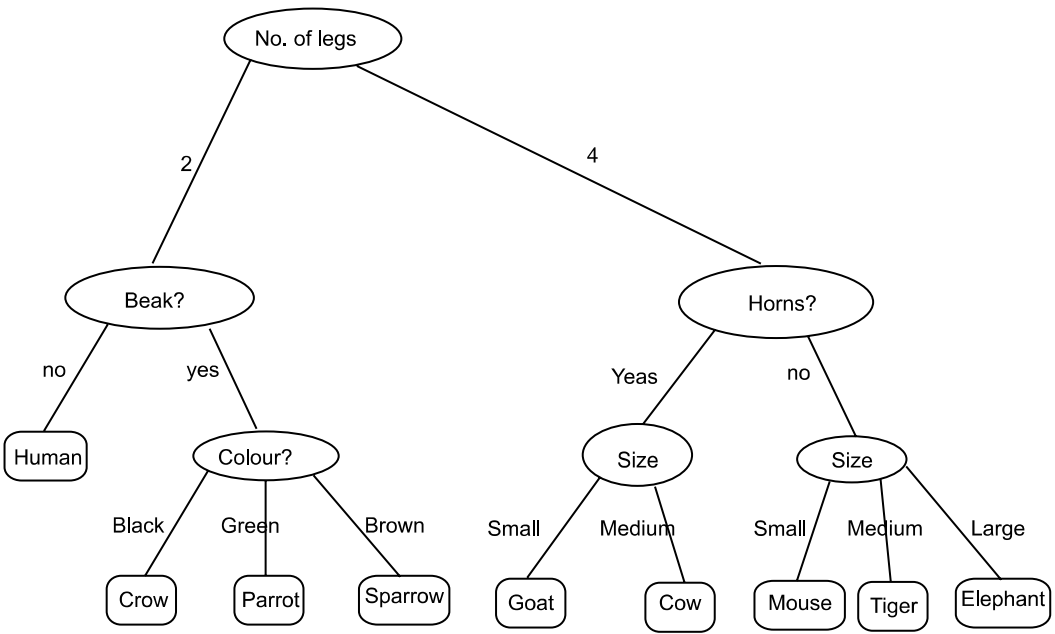 No. of legs
2
4
Beak?
Horns?
no
yes
Yeas
no
Human
Colour?
Size
Size
Black
Green
Brown
Small
Medium
Small
Medium
Large
Crow
Parrot
Sparrow
Goat
Cow
Mouse
Tiger
Elephant